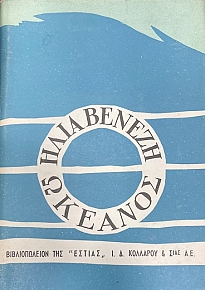 ΗΛΙΑ ΒΕΝΕΖΗ
ΩΚΕΑΝΟΣ
ΒΙΒΛΙΟΠΩΛΕΙΟΝ ΤΗΣ "ΕΣΤΙΑΣ„ Ι. Δ. ΚΟΛΛΑΡΟΥ & ΣΙΑΣ Α.Ε.